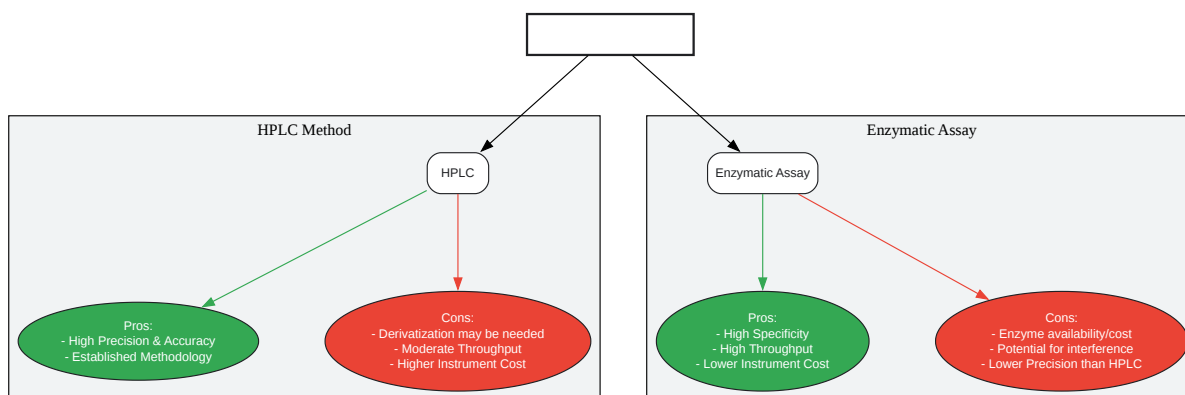 HPLC Method
HPLC
Pros:
- High Precision & Accuracy
- Established Methodology
Cons:
- Derivatization may be needed
- Moderate Throughput
- Higher Instrument Cost
Enzymatic Assay
Enzymatic Assay
Pros:
- High Specificity
- High Throughput
- Lower Instrument Cost
Cons:
- Enzyme availability/cost
- Potential for interference
- Lower Precision than HPLC